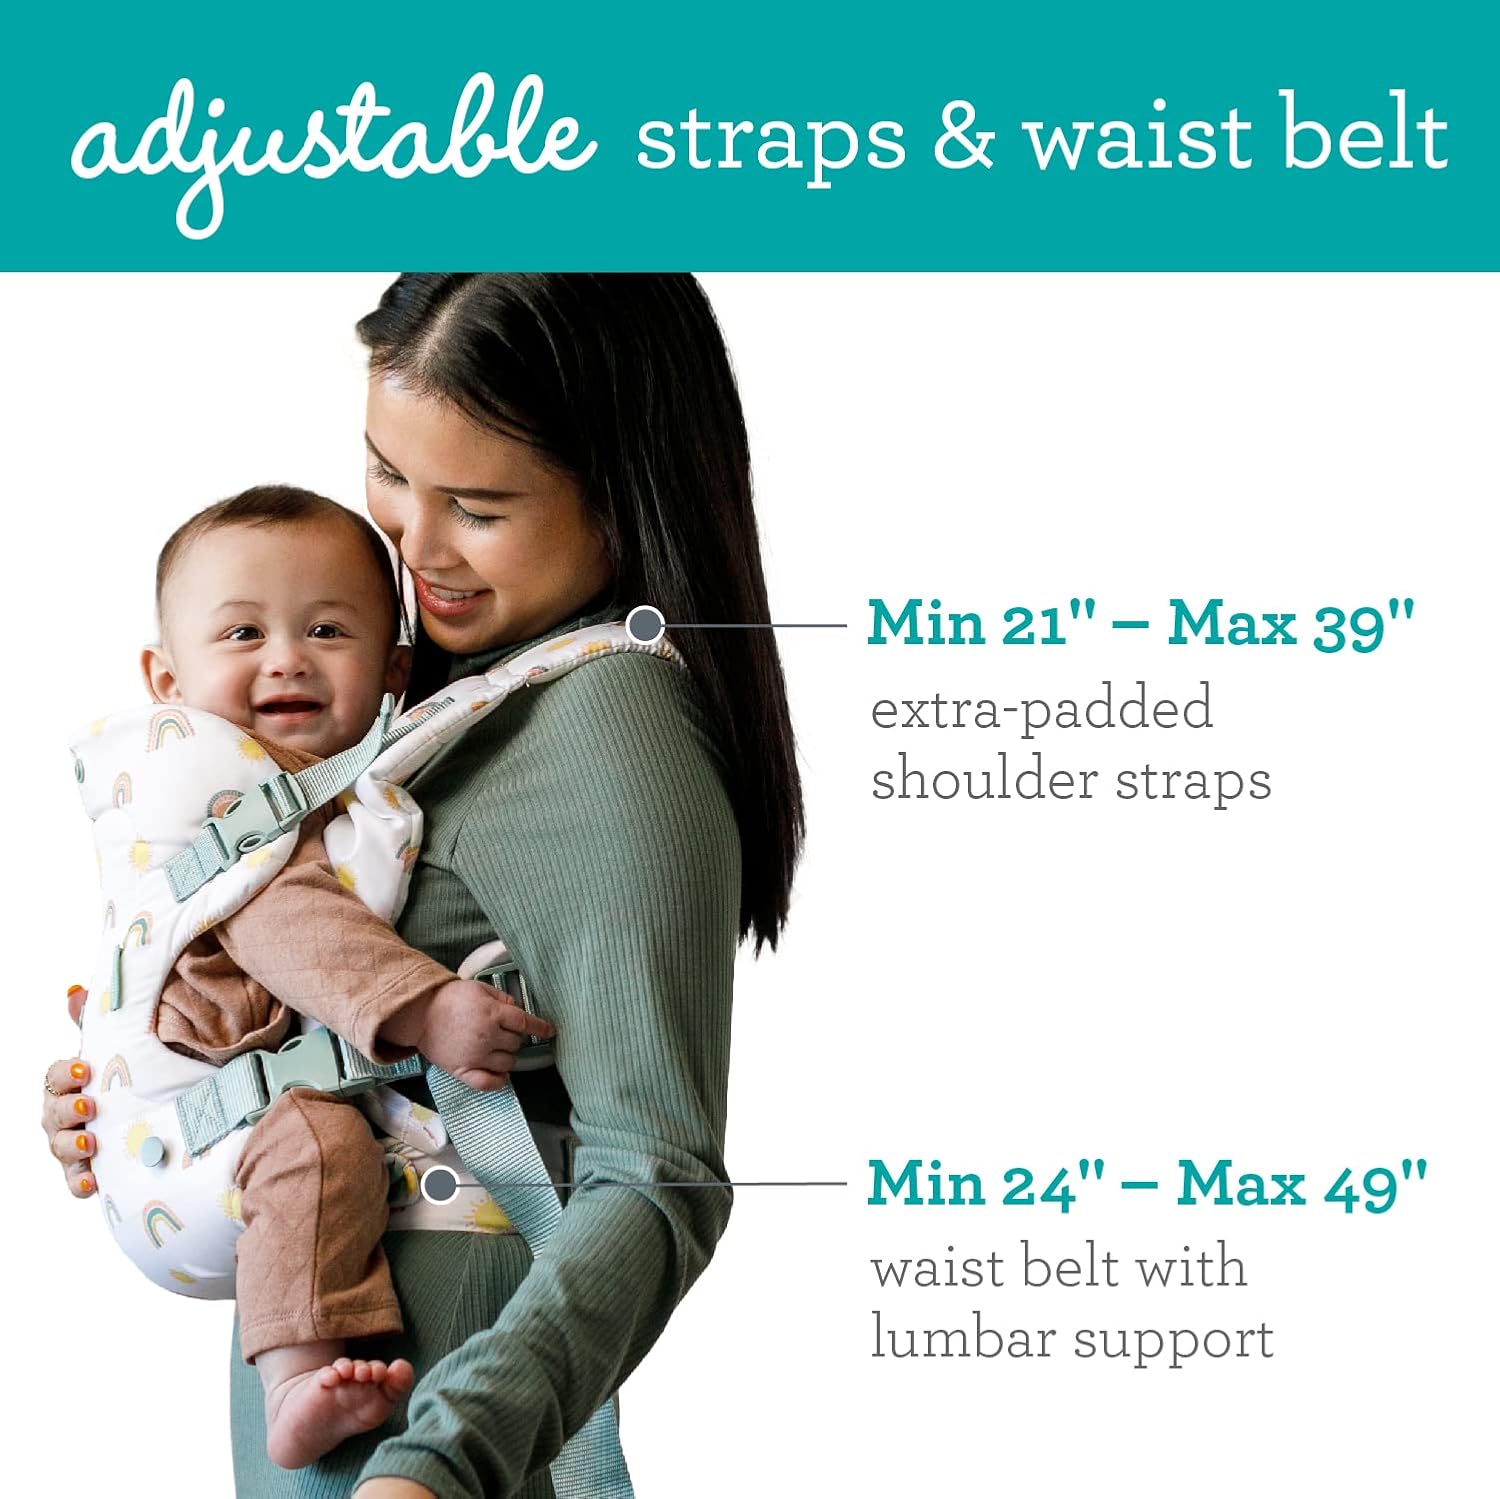 adjustable straps & waist belt
Min 21" – Max 39"
extra-padded
shoulder straps
Min 24" – Max 49"
waist belt with
lumbar support